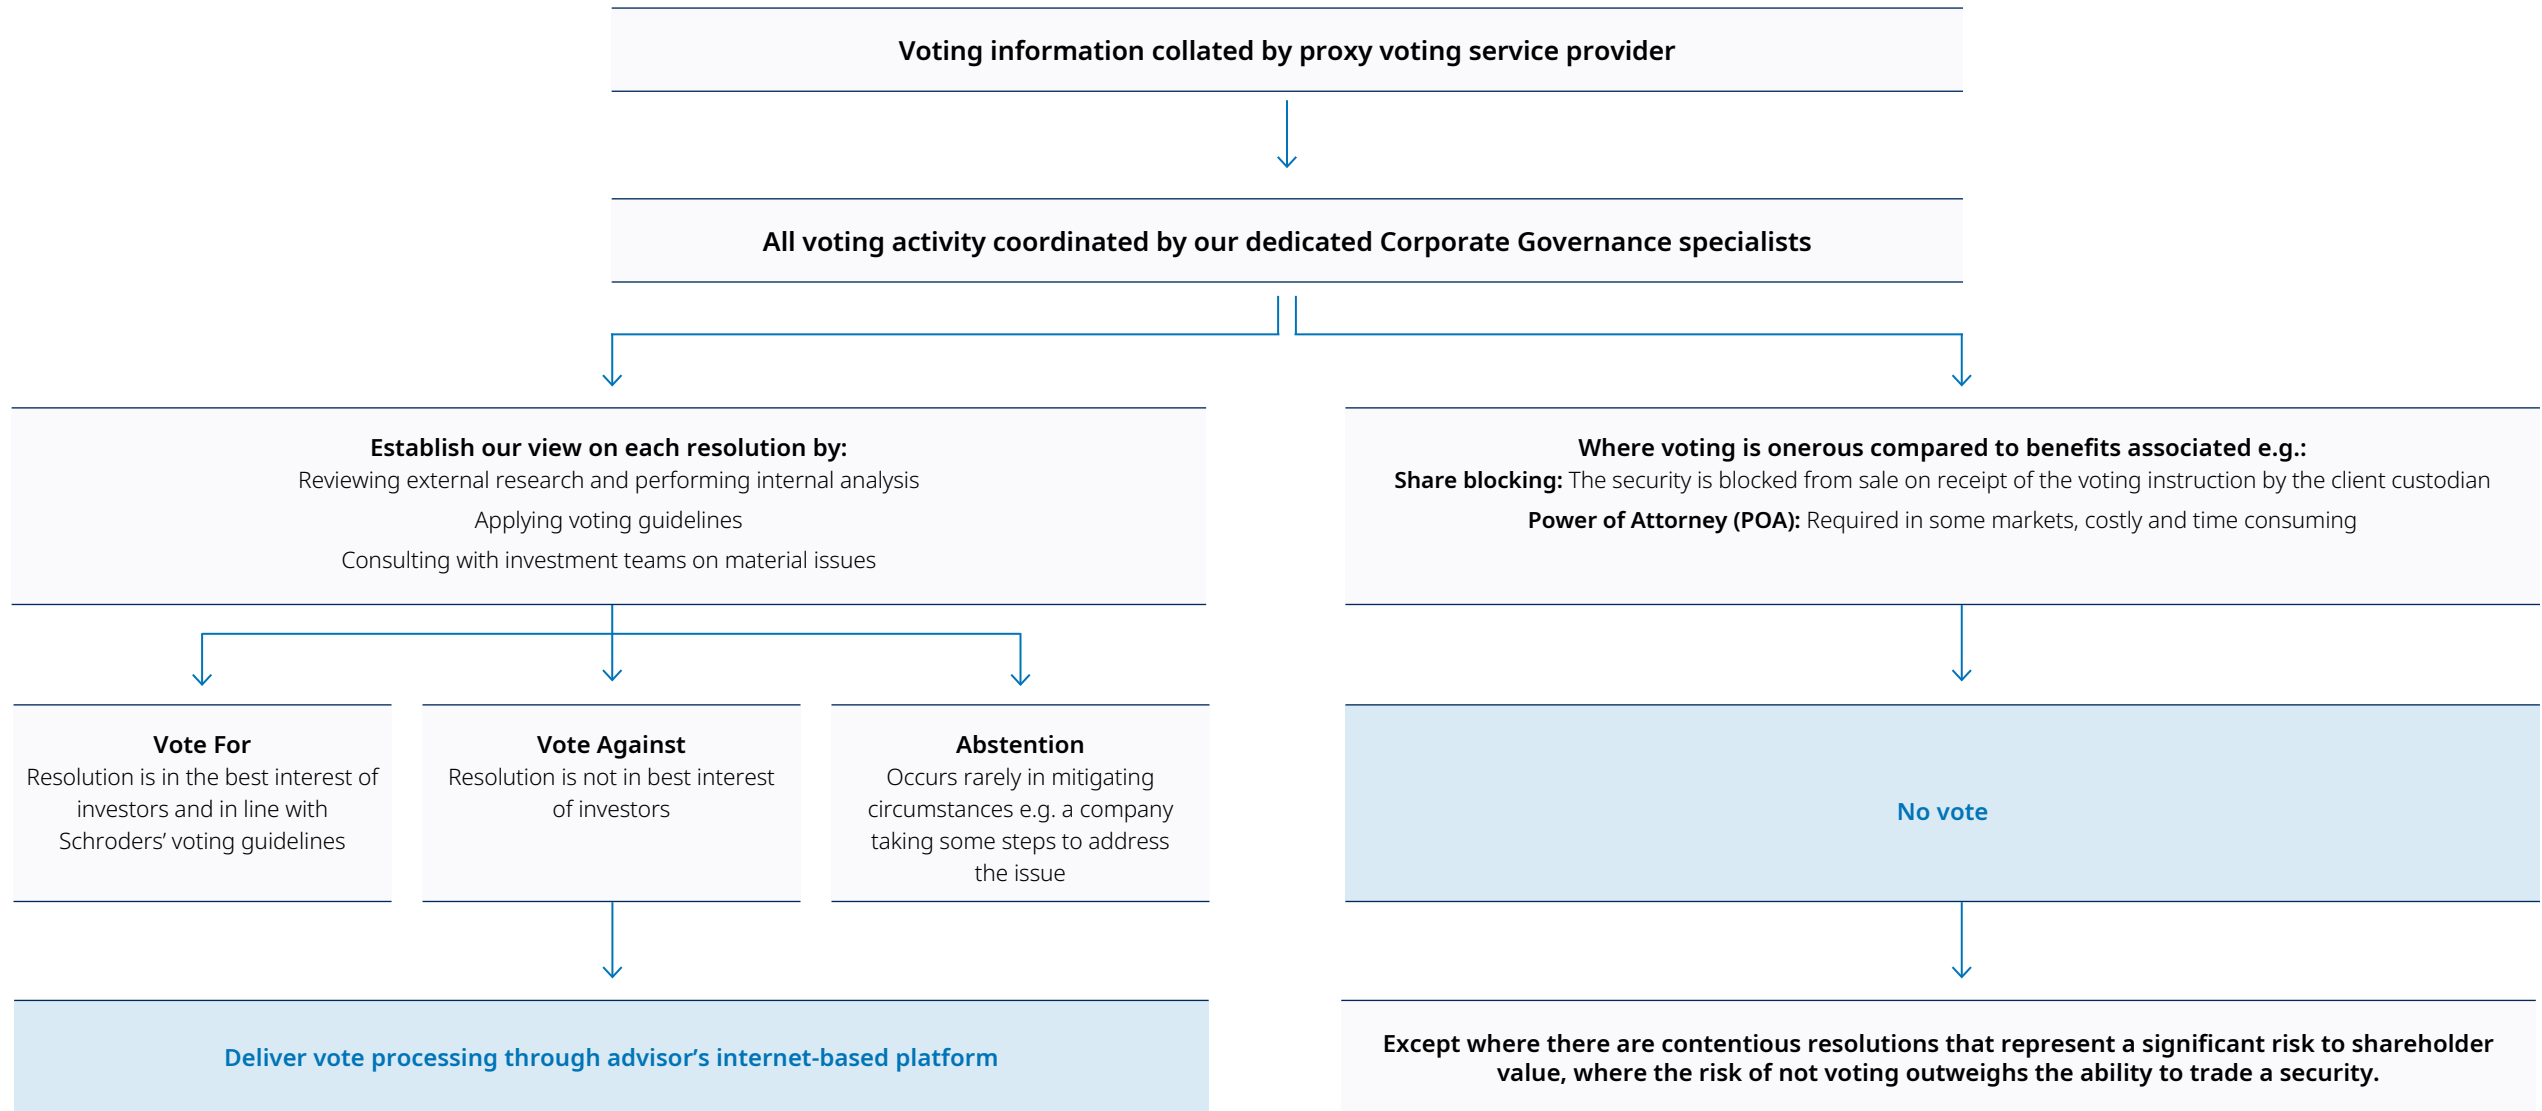 Voting information collated by proxy voting service provider
All voting activity coordinated by our dedicated Corporate Governance specialists
Establish our view on each resolution by:
Reviewing external research and performing internal analysis
Applying voting guidelines
Consulting with investment teams on material issues
Where voting is onerous compared to benefits associated e.g.:
Share blocking: The security is blocked from sale on receipt of the voting instruction by the client custodian
Power of Attorney (POA): Required in some markets, costly and time consuming
Vote For
Resolution is in the best interest of
investors and in line with
Schroders’ voting guidelines
Vote Against
Resolution is not in best interest
of investors
Abstention
Occurs rarely in mitigating
circumstances e.g. a company
taking some steps to address
the issue
No vote
Deliver vote processing through advisor’s internet-based platform
Except where there are contentious resolutions that represent a significant risk to shareholder
value, where the risk of not voting outweighs the ability to trade a security.